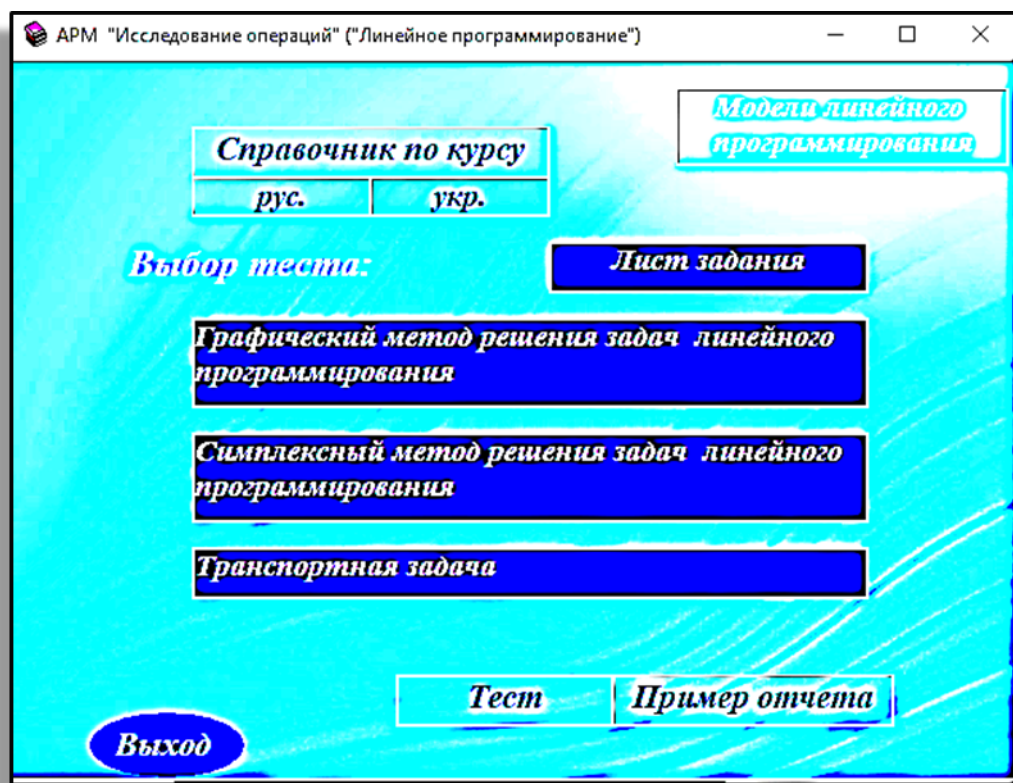 АРМ "Исследование операций" ("Линейное программирование")
Модели линейного
программирования
Справочник по курсу
рус. укр.
Выбор теста:
Лист задания
Графический метод решения задач линейного
программирования
Симплексный метод решения задач линейного
программирования
Транспортная задача
Тест Пример отчета
Выход